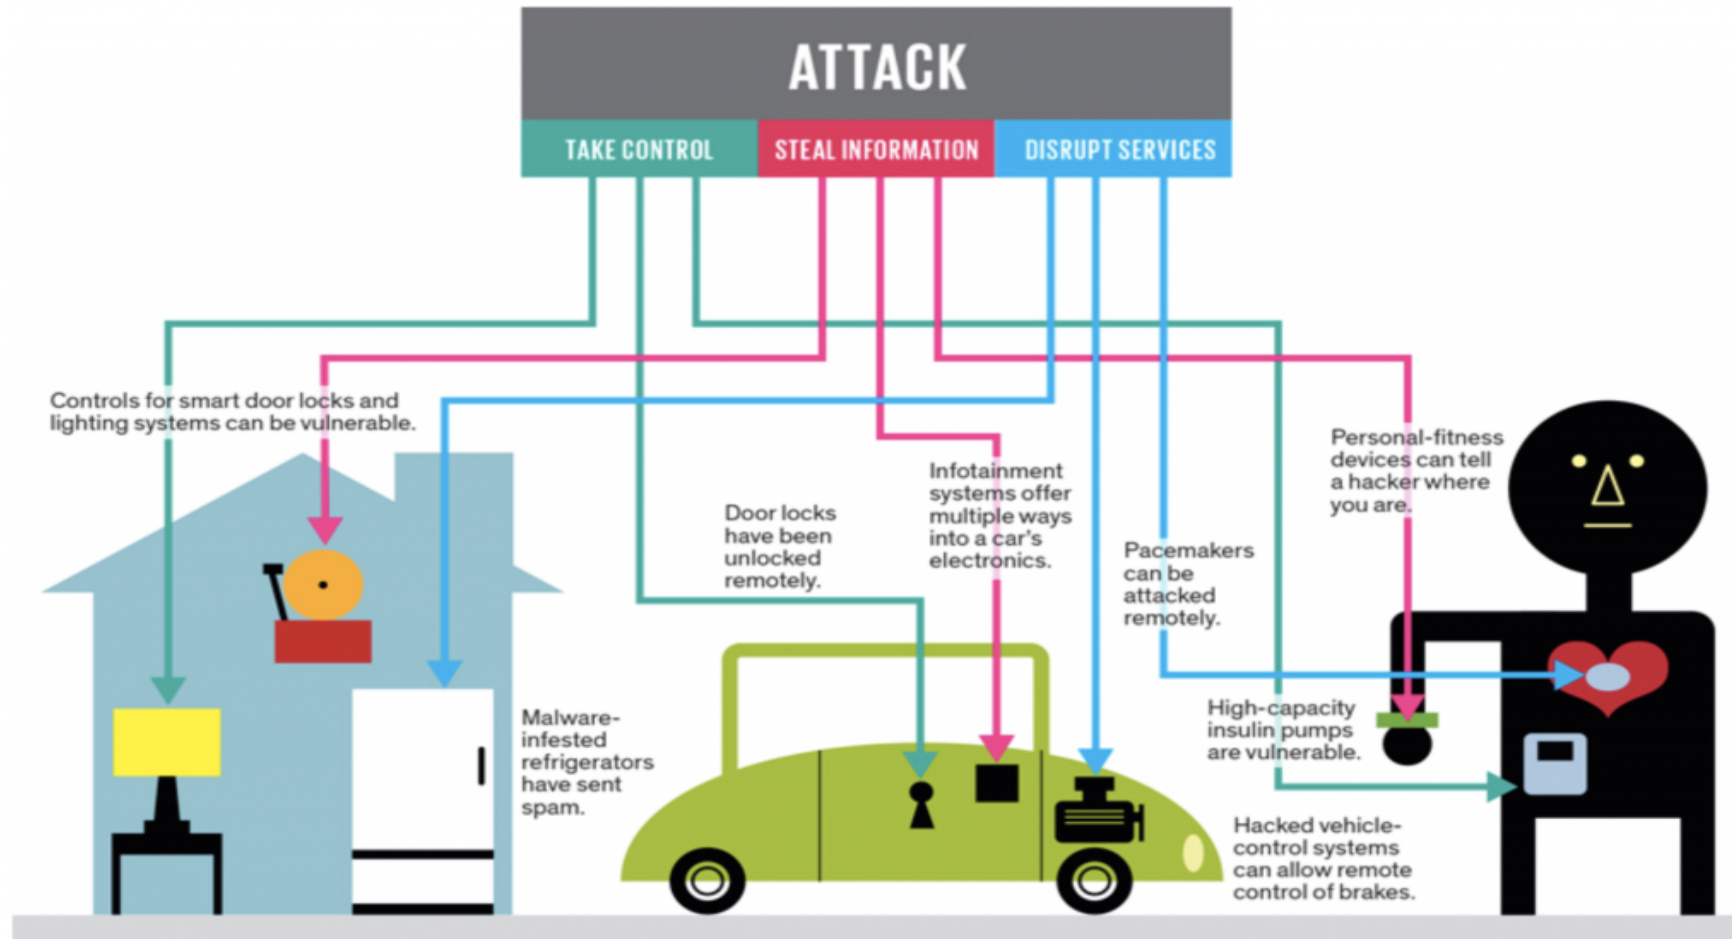 ATTACK
TAKE CONTROL
STEAL INFORMATION
DISRUPT SERVICES
Controls for smart door locks and
lighting systems can be vulnerable.
Malware-
infested
refrigerators
have sent
spam.
Door locks
have been
unlocked
remotely.
Infotainment
systems offer
multiple ways
into a car's
electronics.
Pacemakers
can be
attacked
remotely.
Personal-fitness
devices can tell
a hacker where
you are.
High-capacity
insulin pumps
are vulnerable.
Hacked vehicle-
control systems
can allow remote
control of brakes.